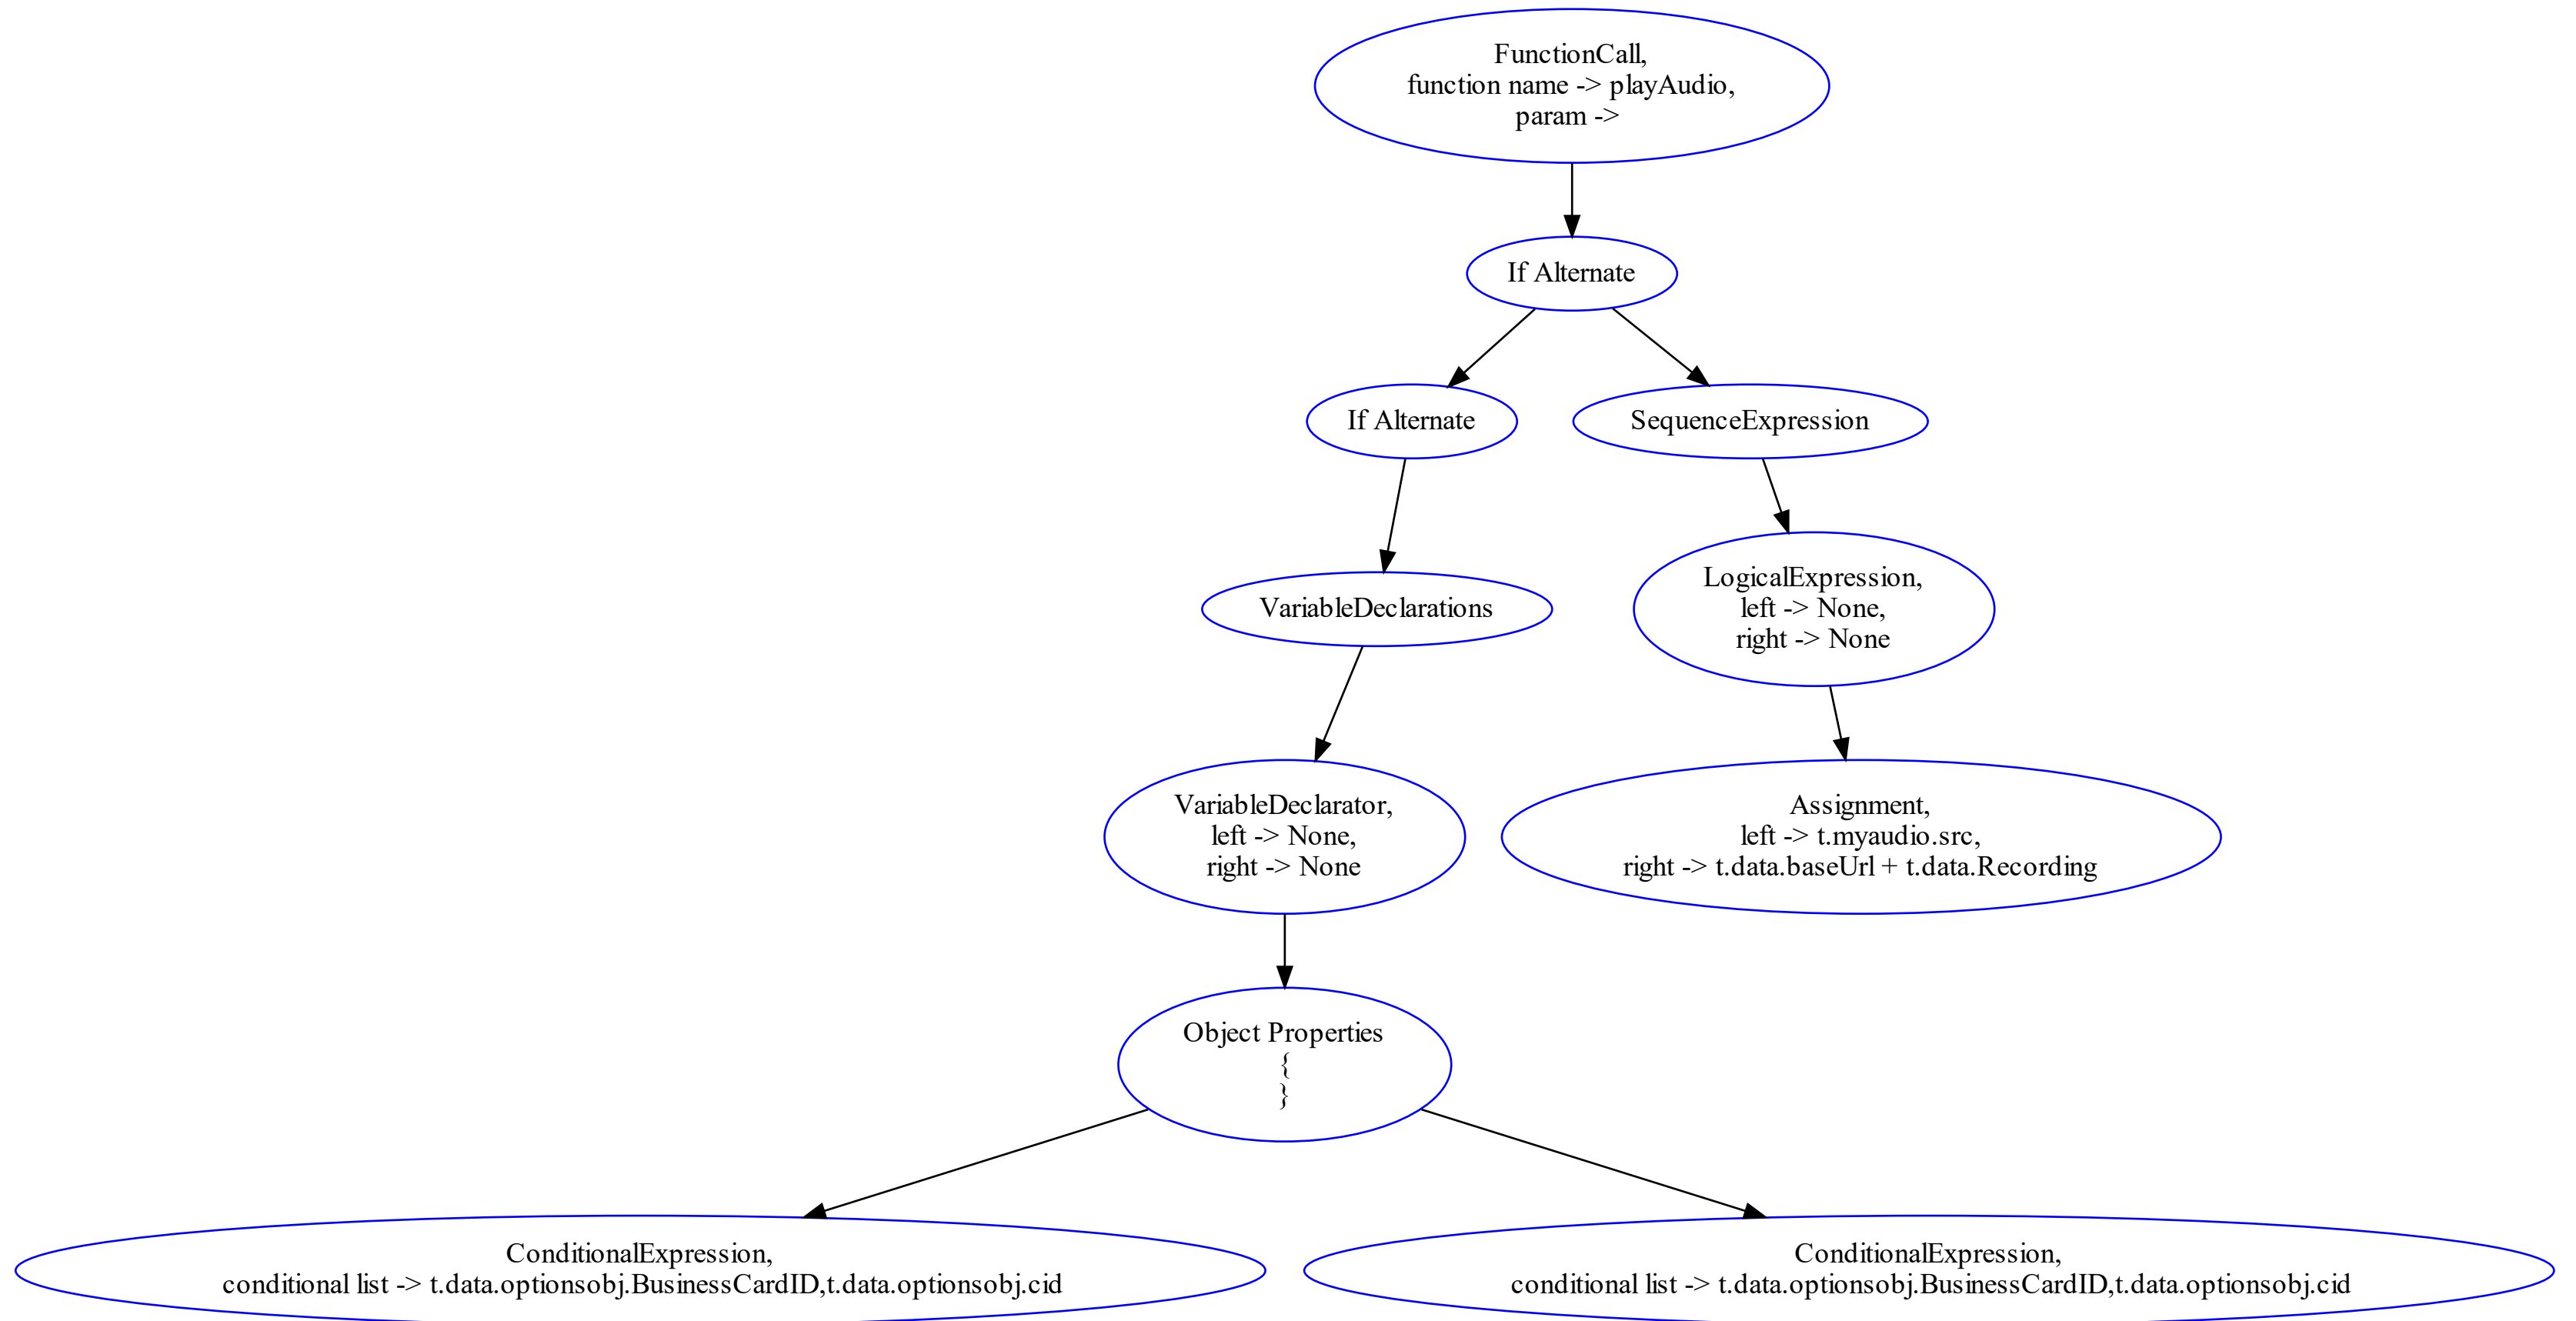 FunctionCall,
function name -> playAudio,
param ->
If Alternate
If Alternate
SequenceExpression
VariableDeclarations
LogicalExpression,
left -> None,
right -> None
VariableDeclarator,
left -> None,
right -> None
Assignment,
left -> t.myaudio.src,
right -> t.data.baseUrl + t.data.Recording
Object Properties
{
}
ConditionalExpression,
conditional list -> t.data.optionsobj.BusinessCardID,t.data.optionsobj.cid
ConditionalExpression,
conditional list -> t.data.optionsobj.BusinessCardID,t.data.optionsobj.cid